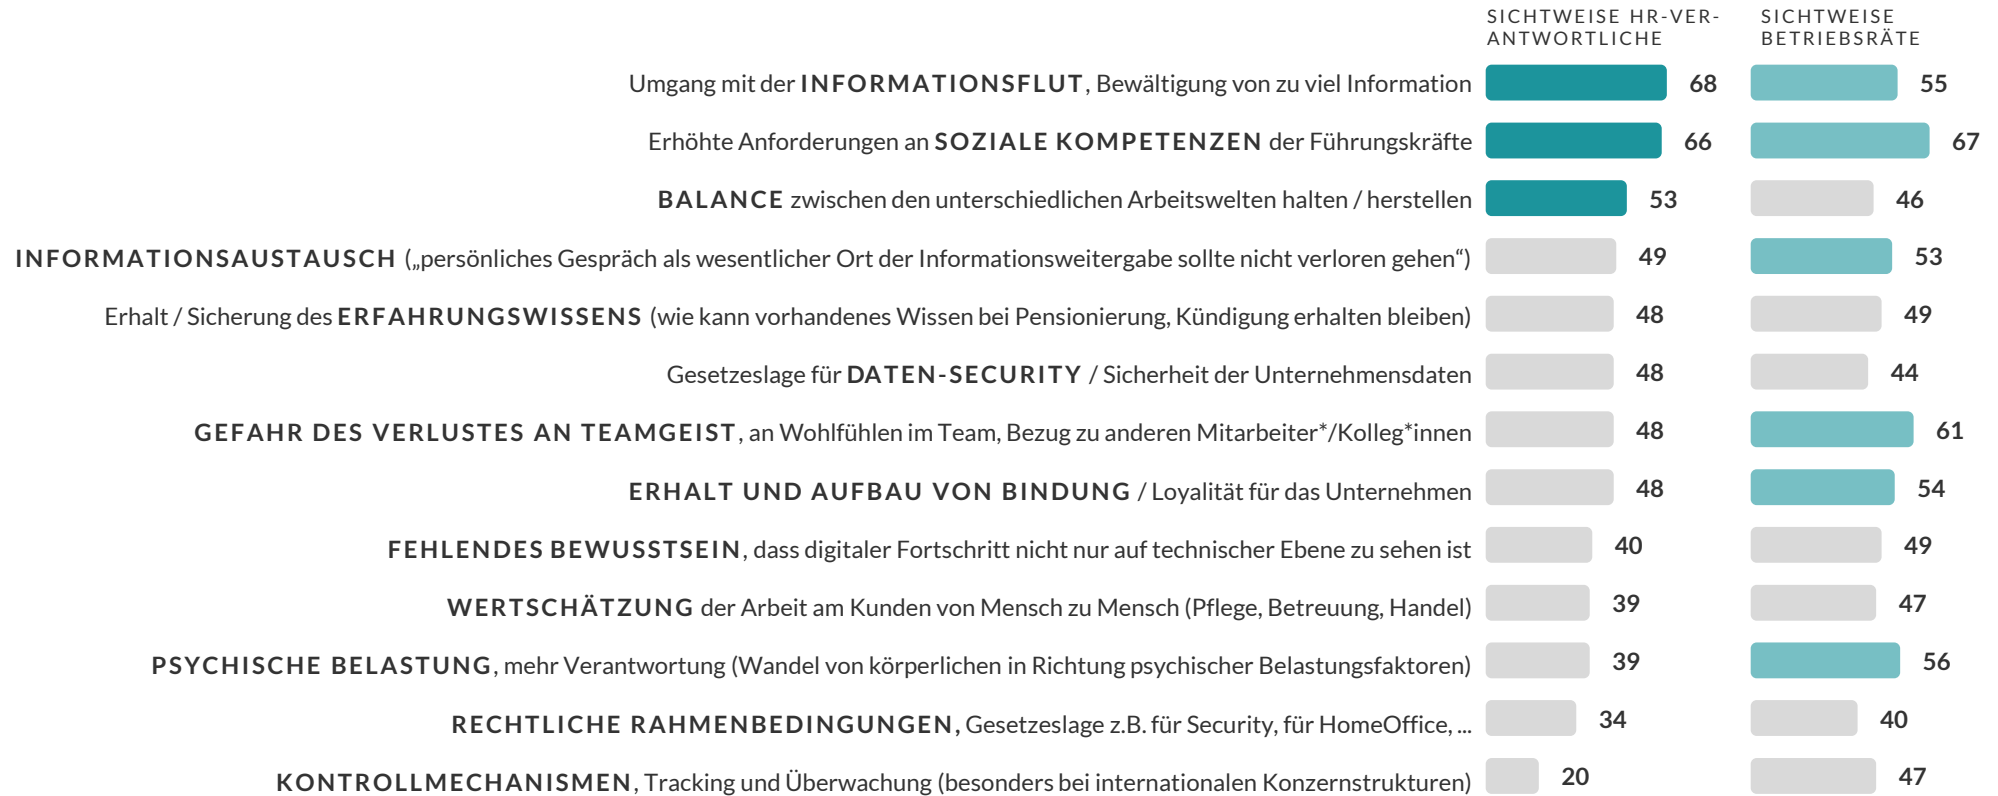 SICHTWEISE HR-VER- SICHTWEISE
ANTWORTLICHE BETRIEBSRÄTE
Umgang mit der INFORMATIONSFLUT, Bewältigung von zu viel Information 68 55
Erhöhte Anforderungen an SOZIALE KOMPETENZEN der Führungskräfte 66 67
BALANCE zwischen den unterschiedlichen Arbeitswelten halten / herstellen 53 46
INFORMATIONSAUSTAUSCH („persönliches Gespräch als wesentlicher Ort der Informationsweitergabe sollte nicht verloren gehen“) 49 53
Erhalt / Sicherung des ERFAHRUNGSWISSENS (wie kann vorhandenes Wissen bei Pensionierung, Kündigung erhalten bleiben) 48 49
Gesetzeslage für DATEN-SECURITY / Sicherheit der Unternehmensdaten 48 44
GEFAHR DES VERLUSTES AN TEAMGEIST, an Wohlfühlen im Team, Bezug zu anderen Mitarbeiter*/Kolleg*innen 48 61
ERHALT UND AUFBAU VON BINDUNG / Loyalität für das Unternehmen 48 54
FEHLENDES BEWUSSTSEIN, dass digitaler Fortschritt nicht nur auf technischer Ebene zu sehen ist 40 49
WERTSCHÄTZUNG der Arbeit am Kunden von Mensch zu Mensch (Pflege, Betreuung, Handel) 39 47
PSYCHISCHE BELASTUNG, mehr Verantwortung (Wandel von körperlichen in Richtung psychischer Belastungsfaktoren) 39 56
RECHTLICHE RAHMENBEDINGUNGEN, Gesetzeslage z.B. für Security, für HomeOffice, ... 34 40
KONTROLLMECHANISMEN, Tracking und Überwachung (besonders bei internationalen Konzernstrukturen) 20 47